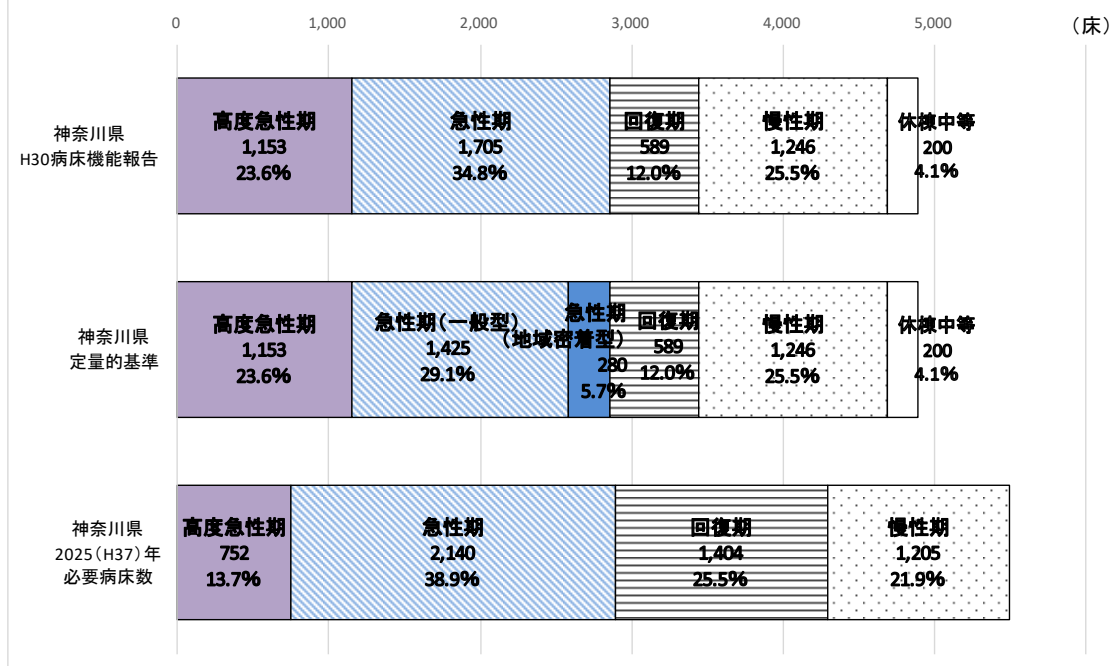 0 1,000 2,000 3,000 4,000 5,000 （床）
神奈川県
H30病床機能報告
高度急性期
1,153
23.6%
急性期
1,705
34.8%
回復期
589
12.0%
慢性期
1,246
25.5%
休棟中等
200
4.1%
神奈川県
定量的基準
高度急性期
1,153
23.6%
急性期（一般型）
1,425
29.1%
急性期
（地域密着型）
280
5.7%
回復期
589
12.0%
慢性期
1,246
25.5%
休棟中等
200
4.1%
神奈川県
2025（H37）年
必要病床数
高度急性期
752
13.7%
急性期
2,140
38.9%
回復期
1,404
25.5%
慢性期
1,205
21.9%